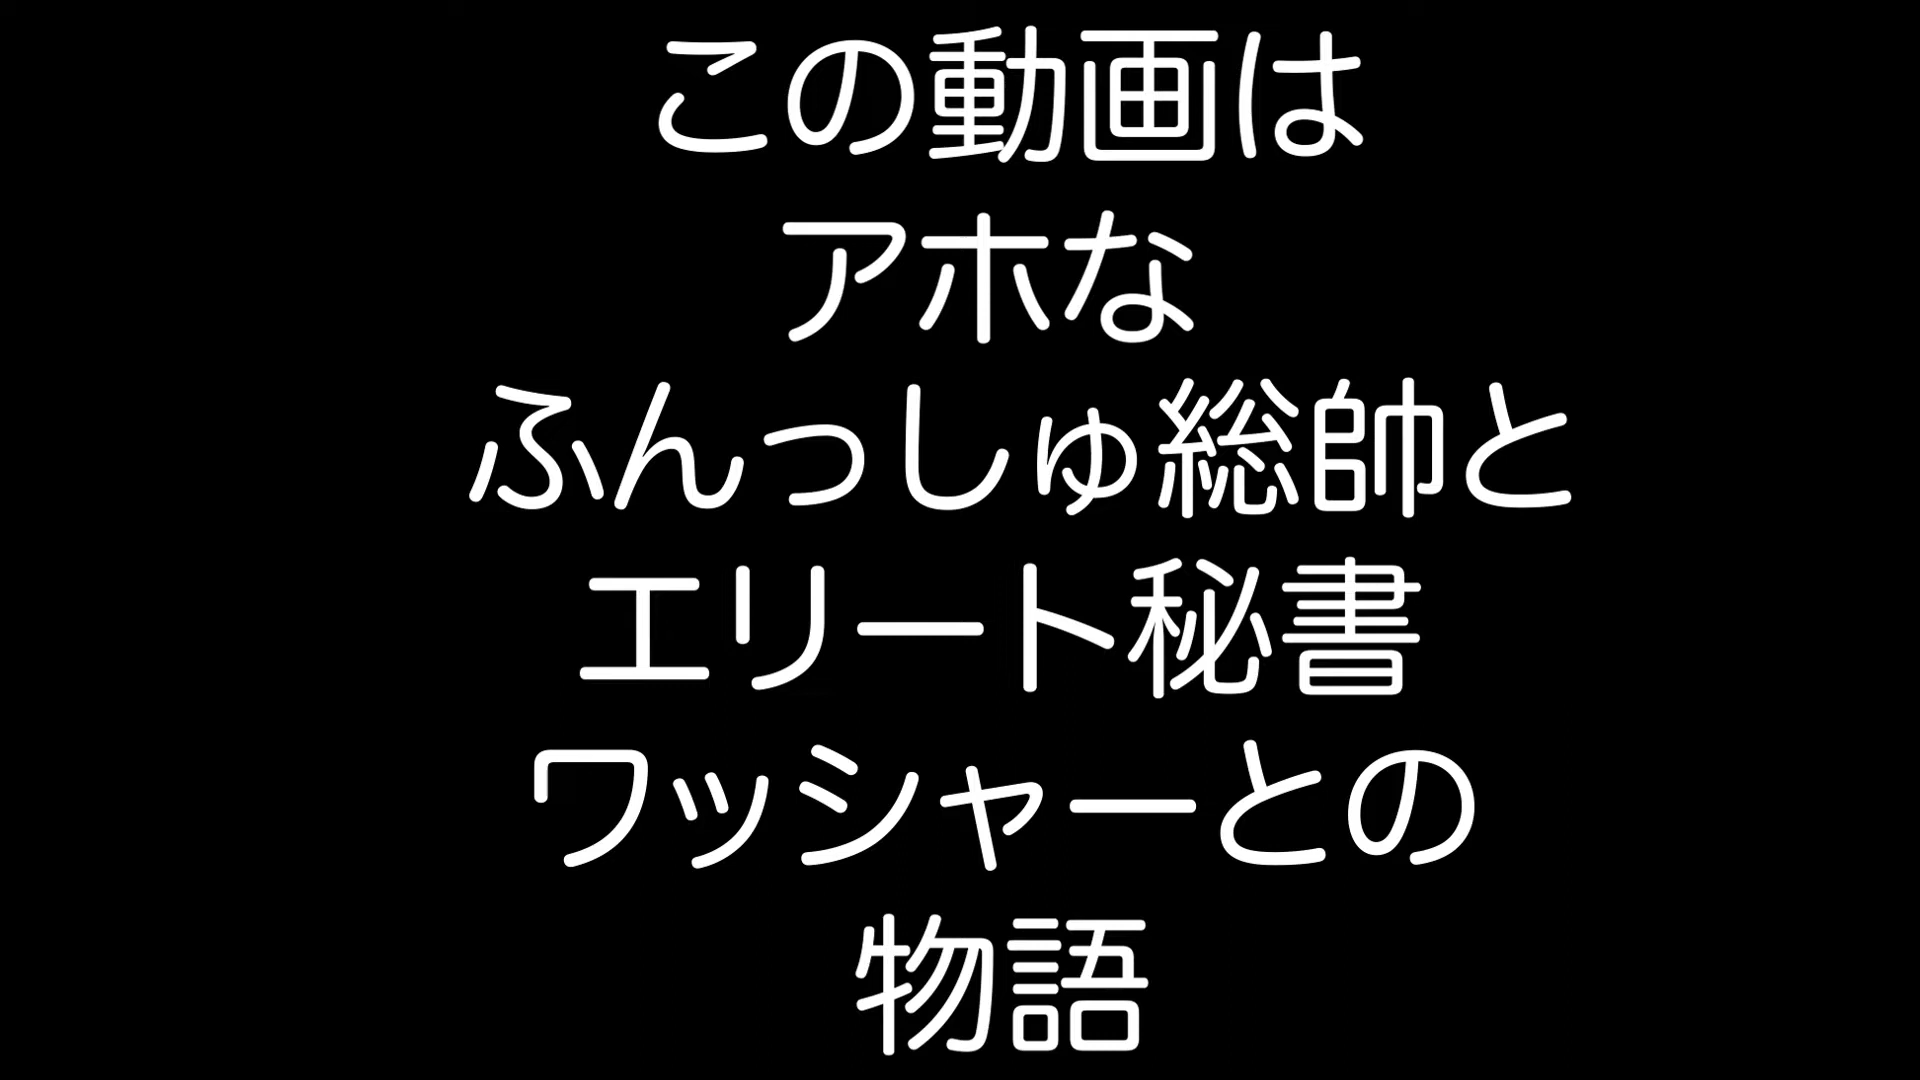 この動画は
アホな
ふんっしゅ総帥と
エリート秘書
ワッシャーとの
物語